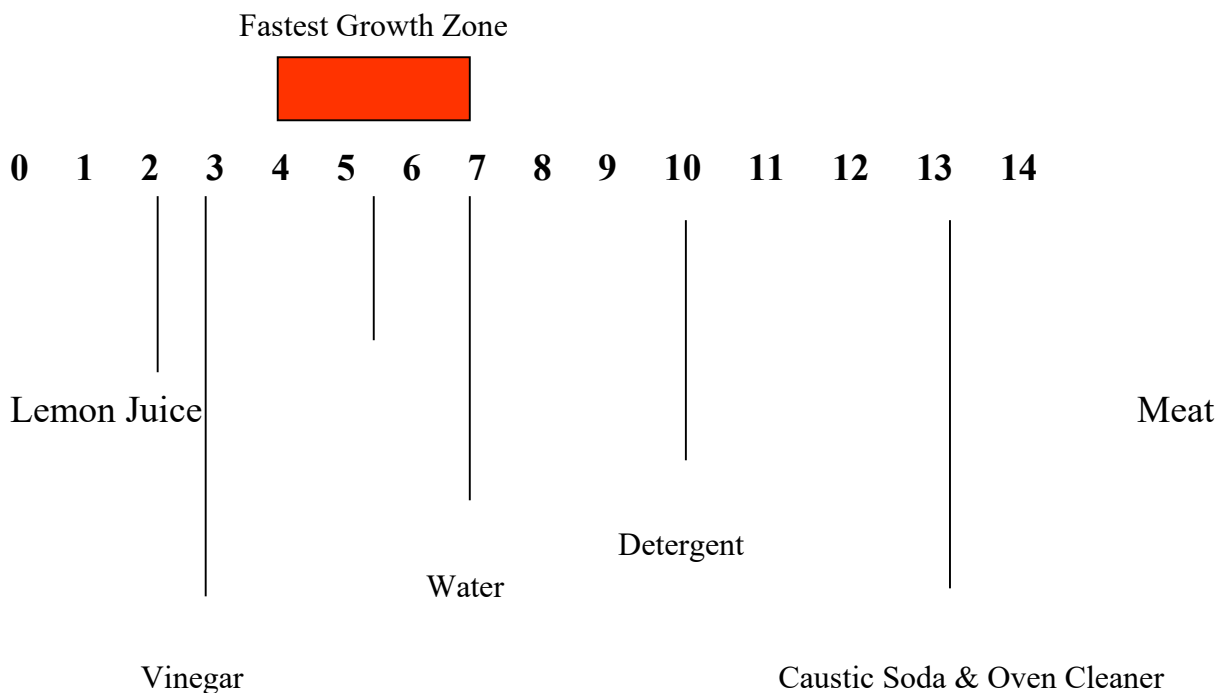 Fastest Growth Zone
0 1 2 3 4 5 6 7 8 9 10 11 12 13 14
Lemon Juice Meat
Detergent
Water
Vinegar Caustic Soda & Oven Cleaner